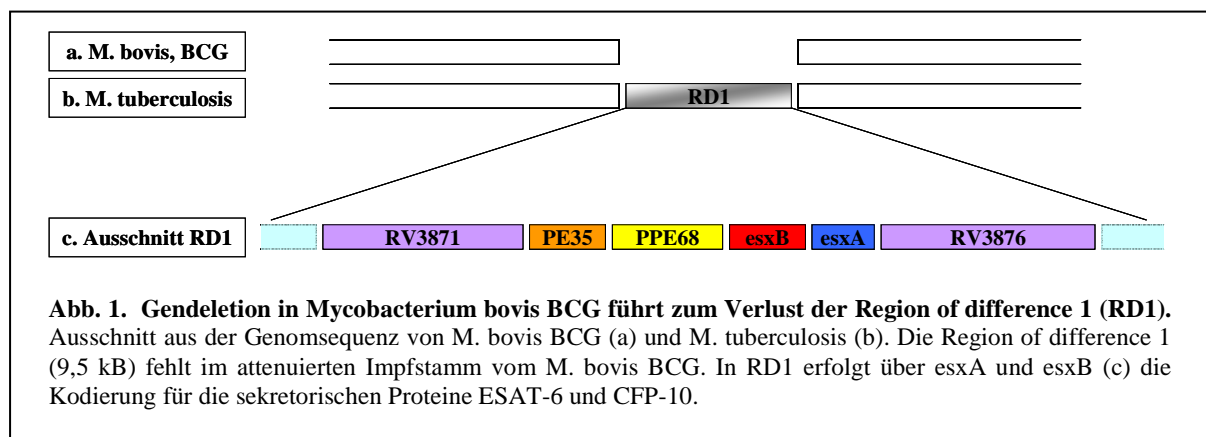 a. M. bovis, BCG
b. M. tuberculosis
RD1
c. Ausschnitt RD1
RV3871 PE35 PPE68 esxB esxA RV3876
Abb. 1. Gendeletion in Mycobacterium bovis BCG führt zum Verlust der Region of difference 1 (RD1).
Ausschnitt aus der Genomsequenz von M. bovis BCG (a) und M. tuberculosis (b). Die Region of difference 1
(9,5 kB) fehlt im attenuierten Impfstamm vom M. bovis BCG. In RD1 erfolgt über esxA und esxB (c) die
Kodierung für die sekretorischen Proteine ESAT-6 und CFP-10.